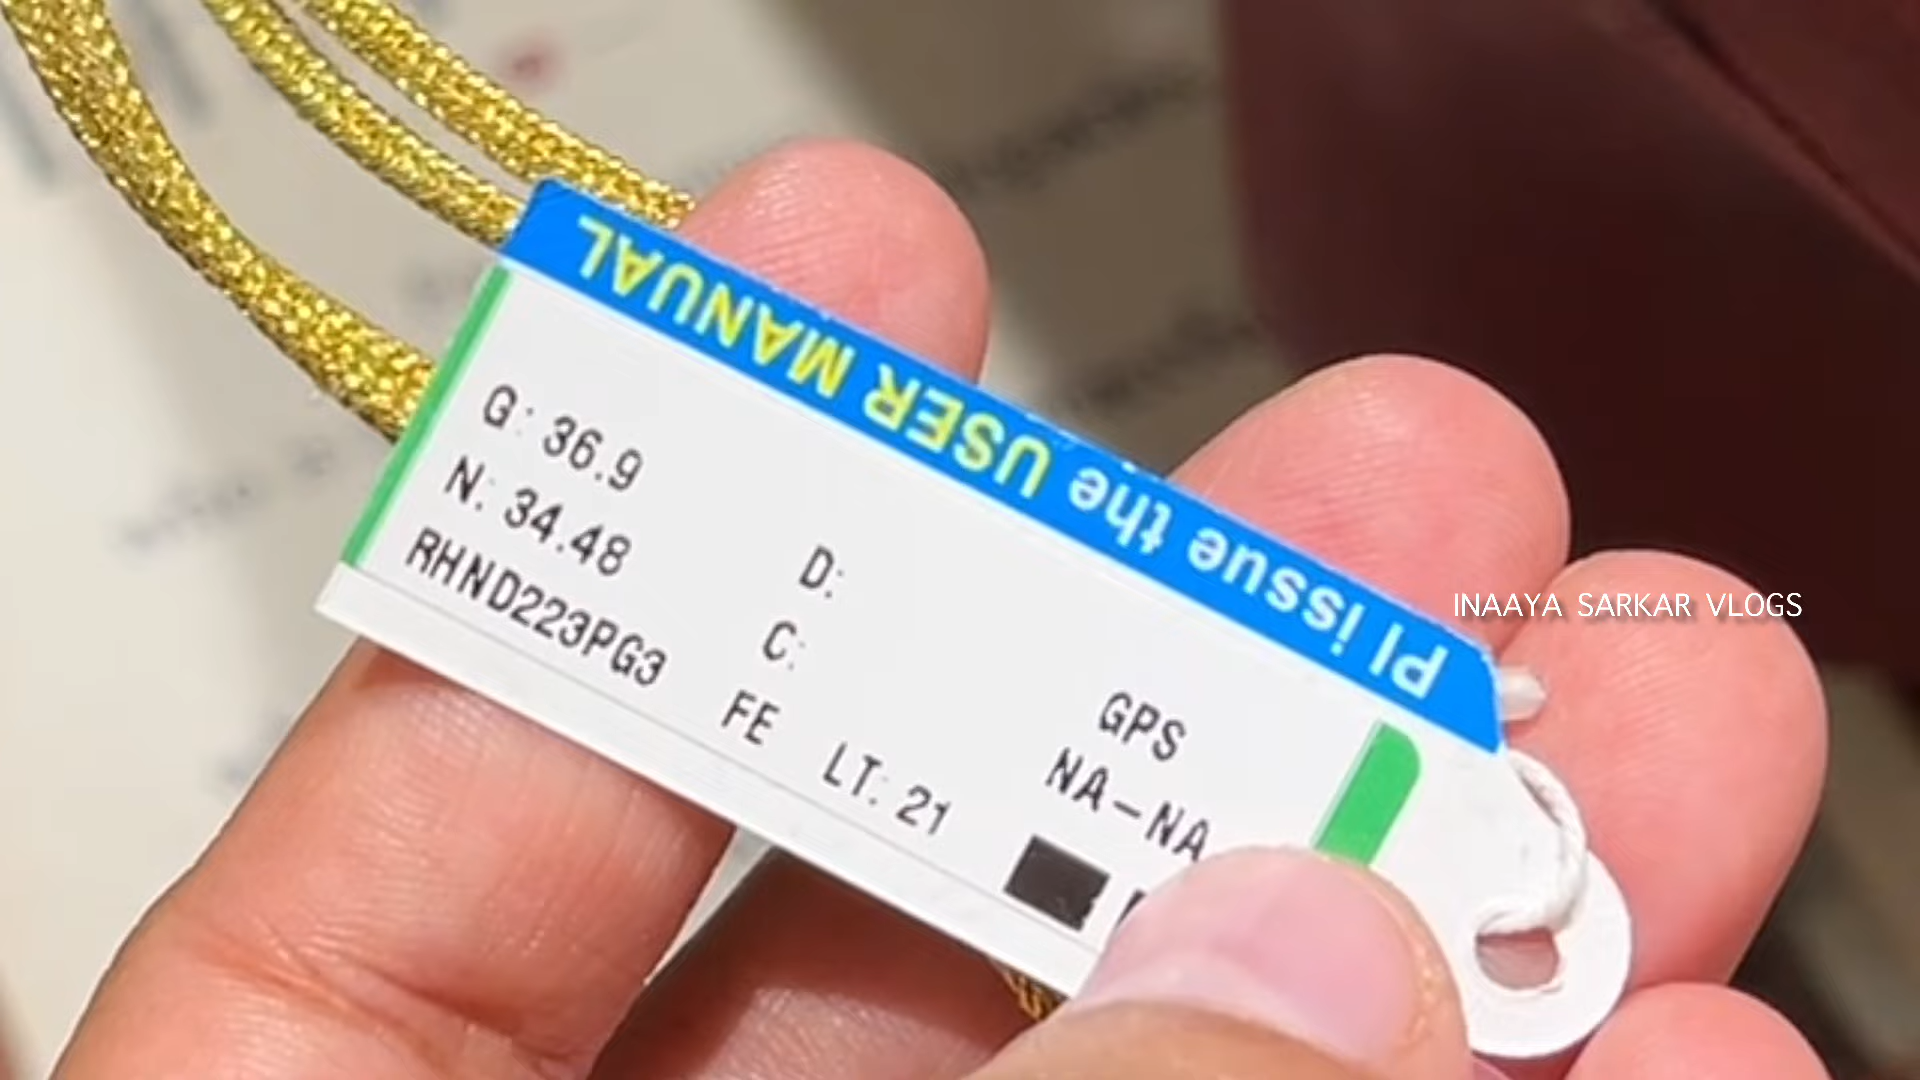 Pl issue the USER MANUAL
G: 36.9
N: 34.48
RHND223PG3
D:
C:
FE LT: 21
GPS
NA-NA
INAAYA SARKAR VLOGS